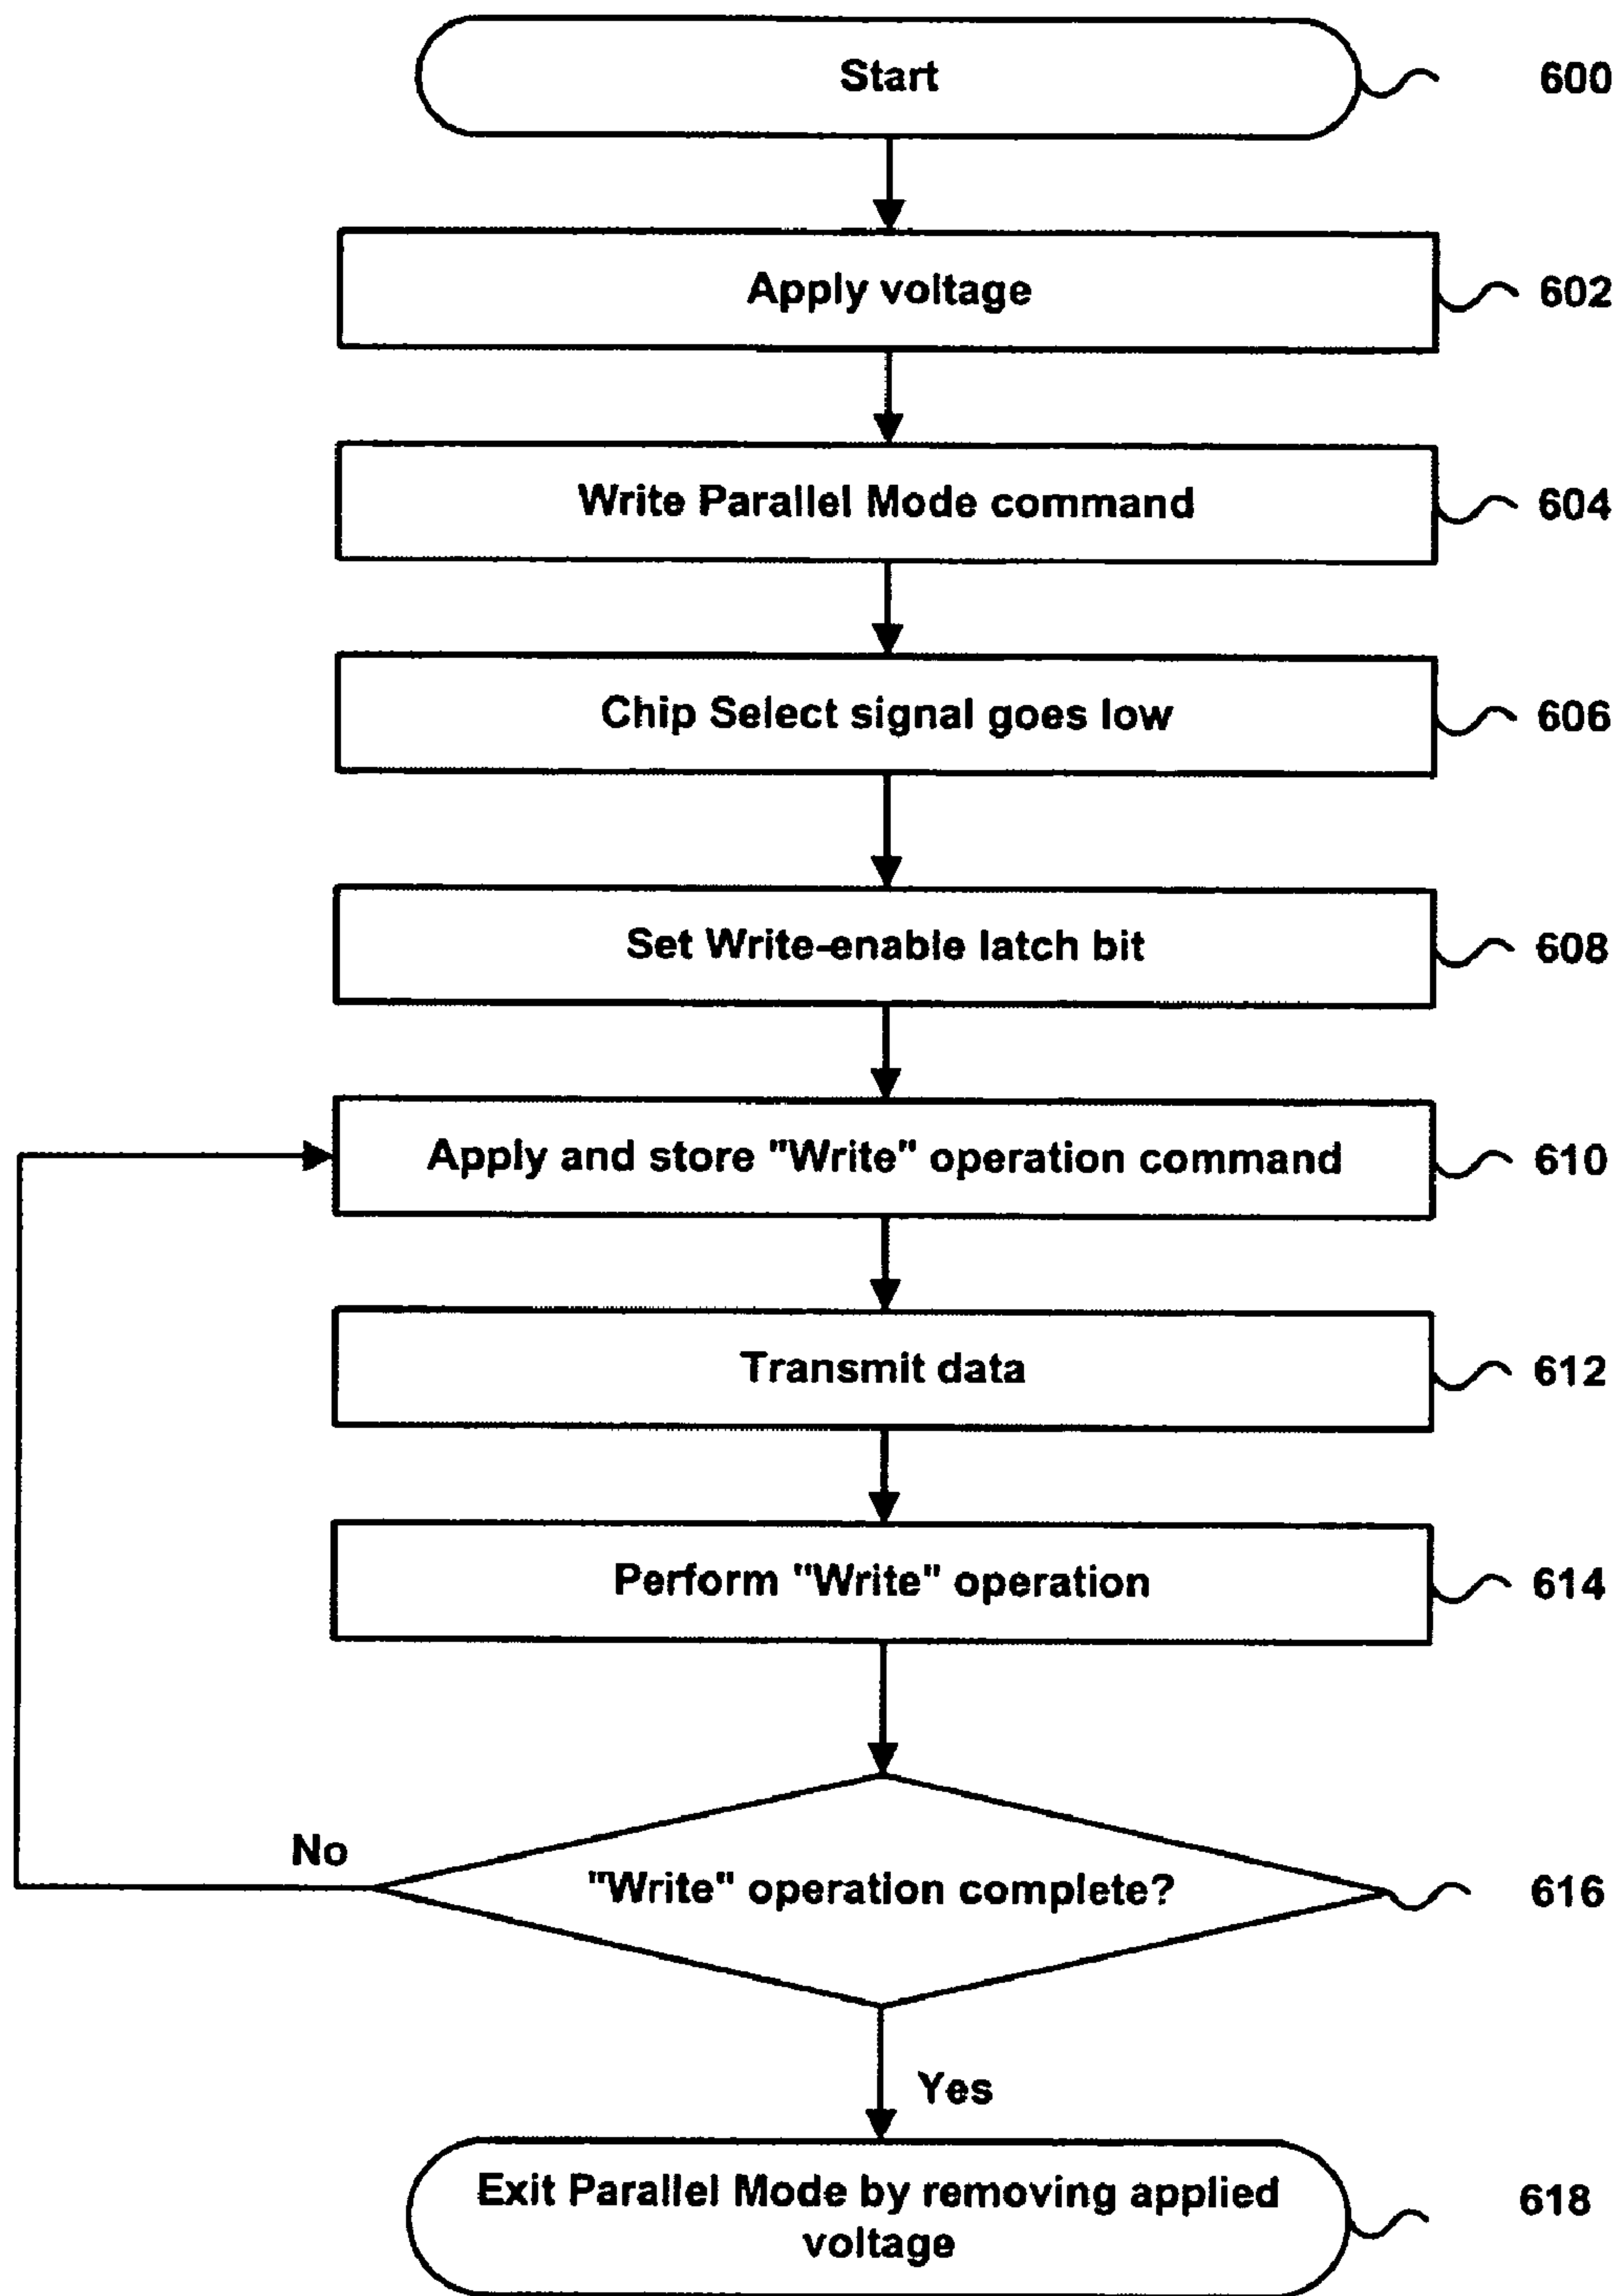 Start
600
Apply voltage
602
Write Parallel Mode command
604
Chip Select signal goes low
606
Set Write-enable latch bit
608
Apply and store "Write" operation command
610
Transmit data
612
Perform "Write" operation
614
No
"Write" operation complete?
616
Yes
Exit Parallel Mode by removing applied
voltage
618